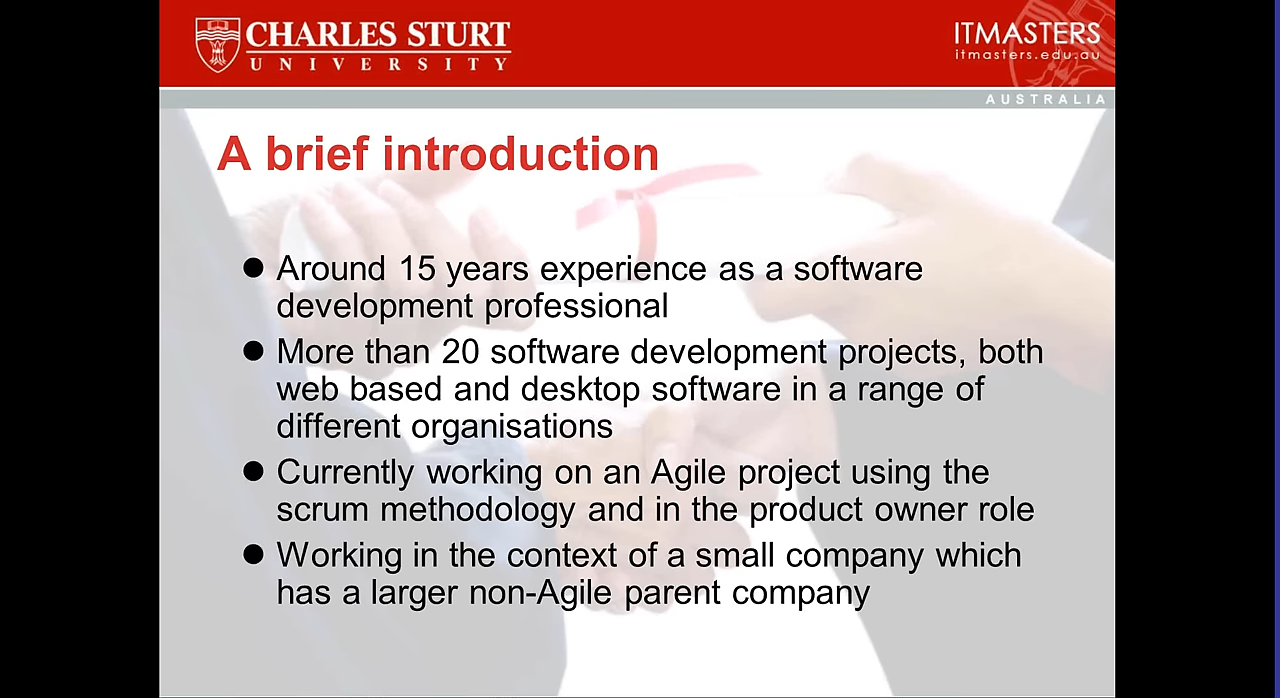 CHARLES STURT
UNIVERSITY
ITMASTERS
itmasters.edu.au
AUSTRALIA
A brief introduction
● Around 15 years experience as a software
development professional
● More than 20 software development projects, both
web based and desktop software in a range of
different organisations
● Currently working on an Agile project using the
scrum methodology and in the product owner role
● Working in the context of a small company which
has a larger non-Agile parent company